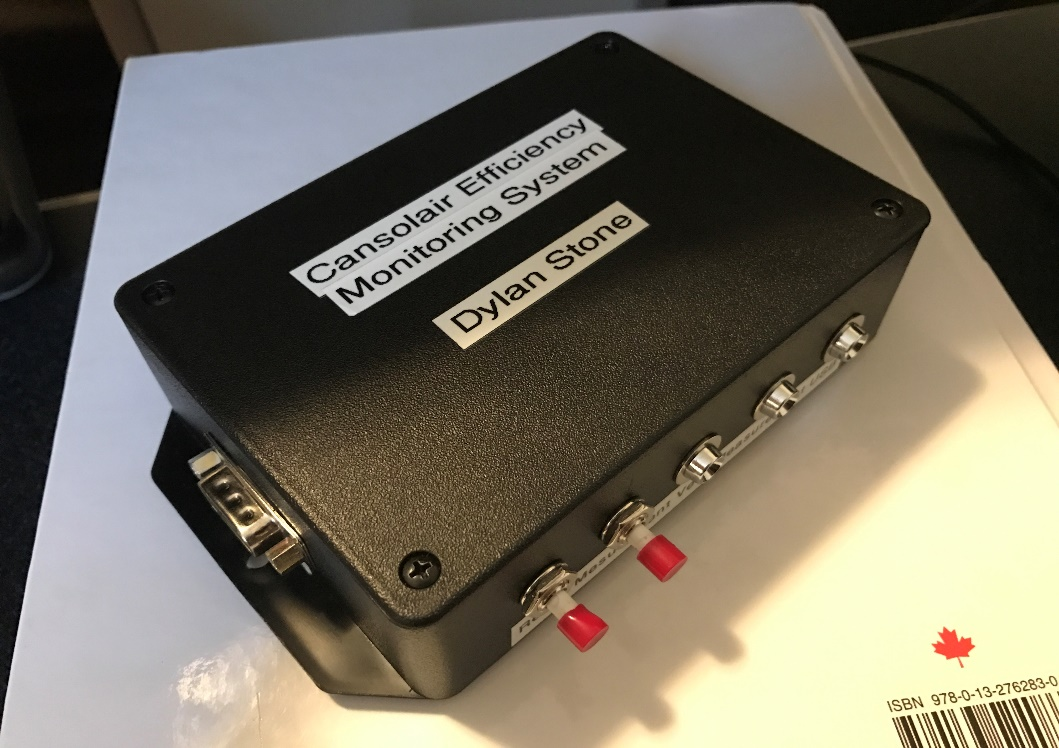 Cansolair Efficiency
Monitoring System
Dylan Stone
ISBN 978-0-13-276283-0